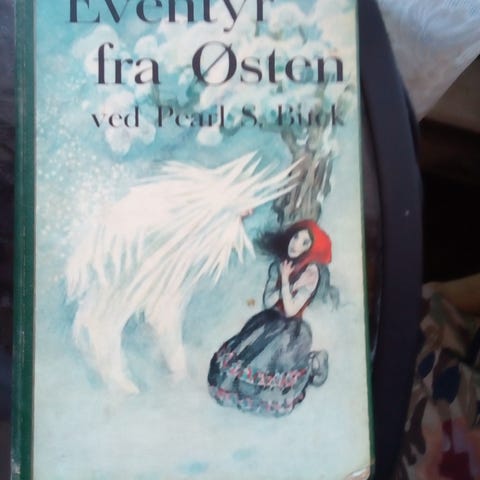 Eventyr
fra Østen
ved Pearl S. Buck